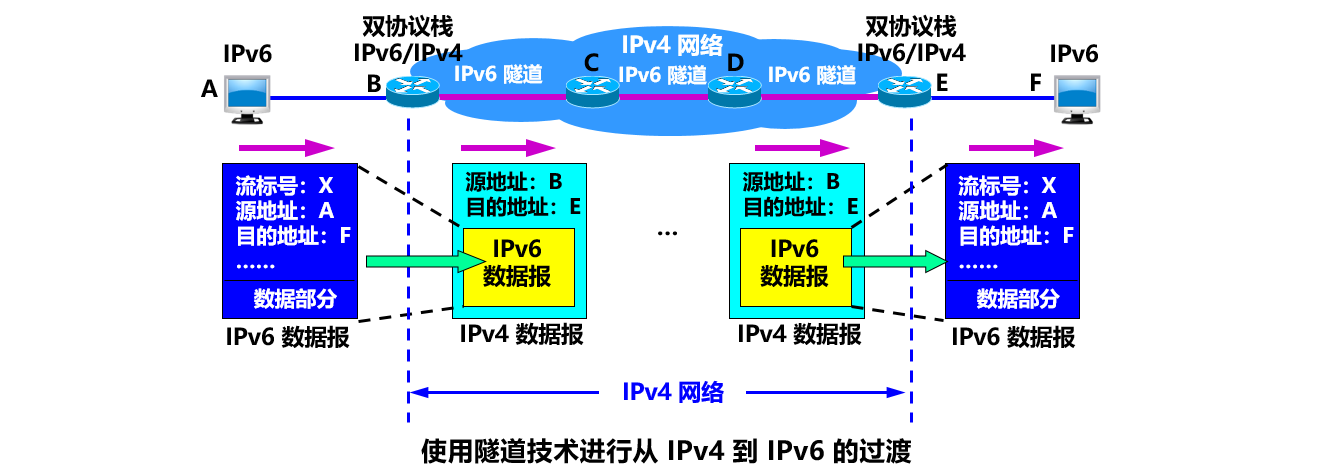 双协议栈
IPv6/IPv4
IPv4 网络
双协议栈
IPv6/IPv4
IPv6
IPv6
IPv6 隧道
C
IPv6 隧道
D
IPv6 隧道
A
B
E
F
流标号：X
源地址：A
目的地址：F
……
数据部分
IPv6 数据报
源地址：B
目的地址：E
IPv6
数据报
IPv4 数据报
…
源地址：B
目的地址：E
IPv6
数据报
IPv4 数据报
流标号：X
源地址：A
目的地址：F
……
数据部分
IPv6 数据报
IPv4 网络
使用隧道技术进行从 IPv4 到 IPv6 的过渡